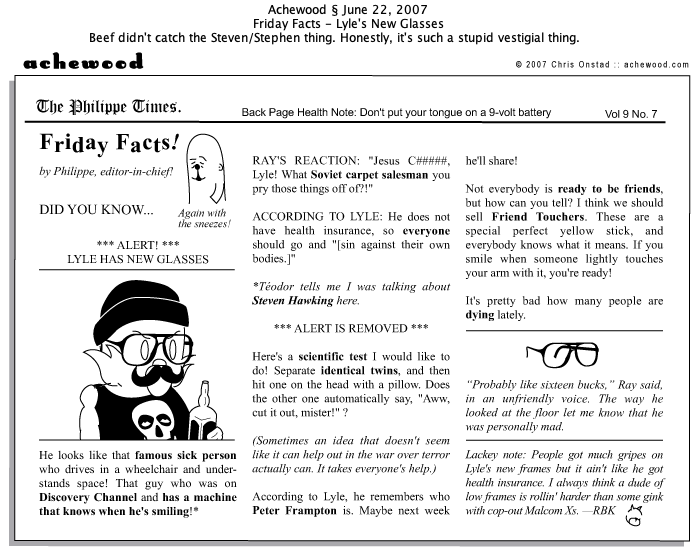 Achewood § June 22, 2007
Friday Facts - Lyle's New Glasses
Beef didn't catch the Steven/Stephen thing. Honestly, it's such a stupid vestigial thing.
achewood
© 2007 Chris Onstad :: achewood.com
The Philippe Times.
Back Page Health Note: Don't put your tongue on a 9-volt battery
Vol 9 No. 7
Friday Facts!
by Philippe, editor-in-chief!
Again with
the sneezes!
DID YOU KNOW...
*** ALERT! ***
LYLE HAS NEW GLASSES
He looks like that famous sick person
who drives in a wheelchair and under-
stands space! That guy who was on
Discovery Channel and has a machine
that knows when he's smiling!*
RAY'S REACTION: "Jesus C#####,
Lyle! What Soviet carpet salesman you
pry those things off of?!"
ACCORDING TO LYLE: He does not
have health insurance, so everyone
should go and "[sin against their own
bodies.]"
*Téodor tells me I was talking about
Steven Hawking here.
*** ALERT IS REMOVED ***
Here's a scientific test I would like to
do! Separate identical twins, and then
hit one on the head with a pillow. Does
the other one automatically say, "Aww,
cut it out, mister!" ?
(Sometimes an idea that doesn't seem
like it can help out in the war over terror
actually can. It takes everyone's help.)
According to Lyle, he remembers who
Peter Frampton is. Maybe next week
he'll share!
Not everybody is ready to be friends,
but how can you tell? I think we should
sell Friend Touchers. These are a
special perfect yellow stick, and
everybody knows what it means. If you
smile when someone lightly touches
your arm with it, you're ready!
It's pretty bad how many people are
dying lately.
"Probably like sixteen bucks," Ray said,
in an unfriendly voice. The way he
looked at the floor let me know that he
was personally mad.
Lackey note: People got much gripes on
Lyle's new frames but it ain't like he got
health insurance. I always think a dude of
low frames is rollin' harder than some gink
with cop-out Malcom Xs. —RBK